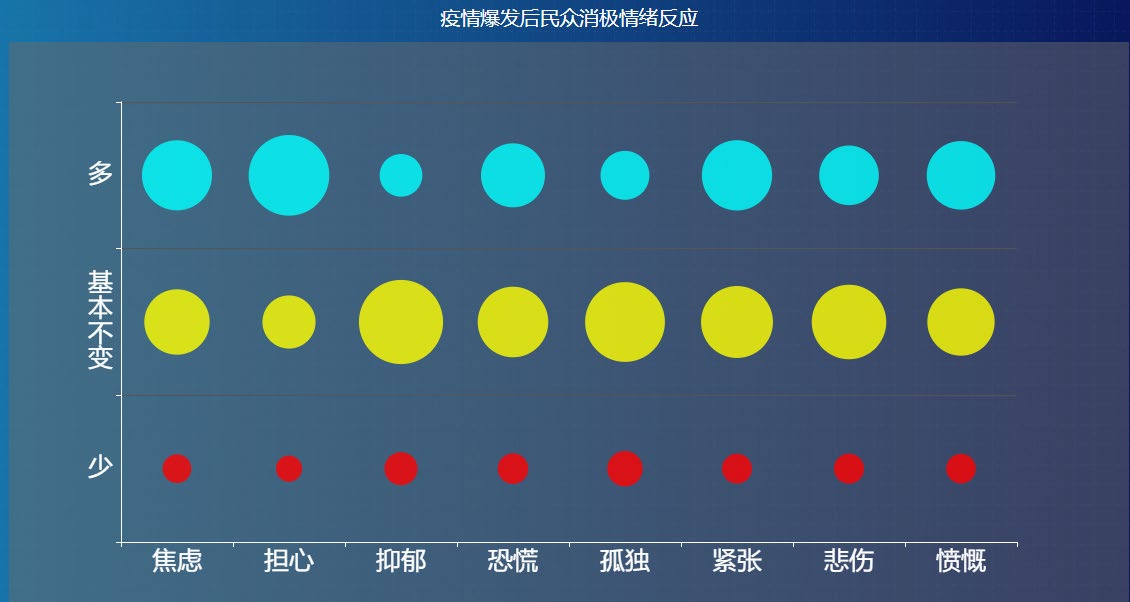 疫情爆发后民众消极情绪反应
多
基本不变
少
焦虑 担心 抑郁 恐慌 孤独 紧张 悲伤 愤慨